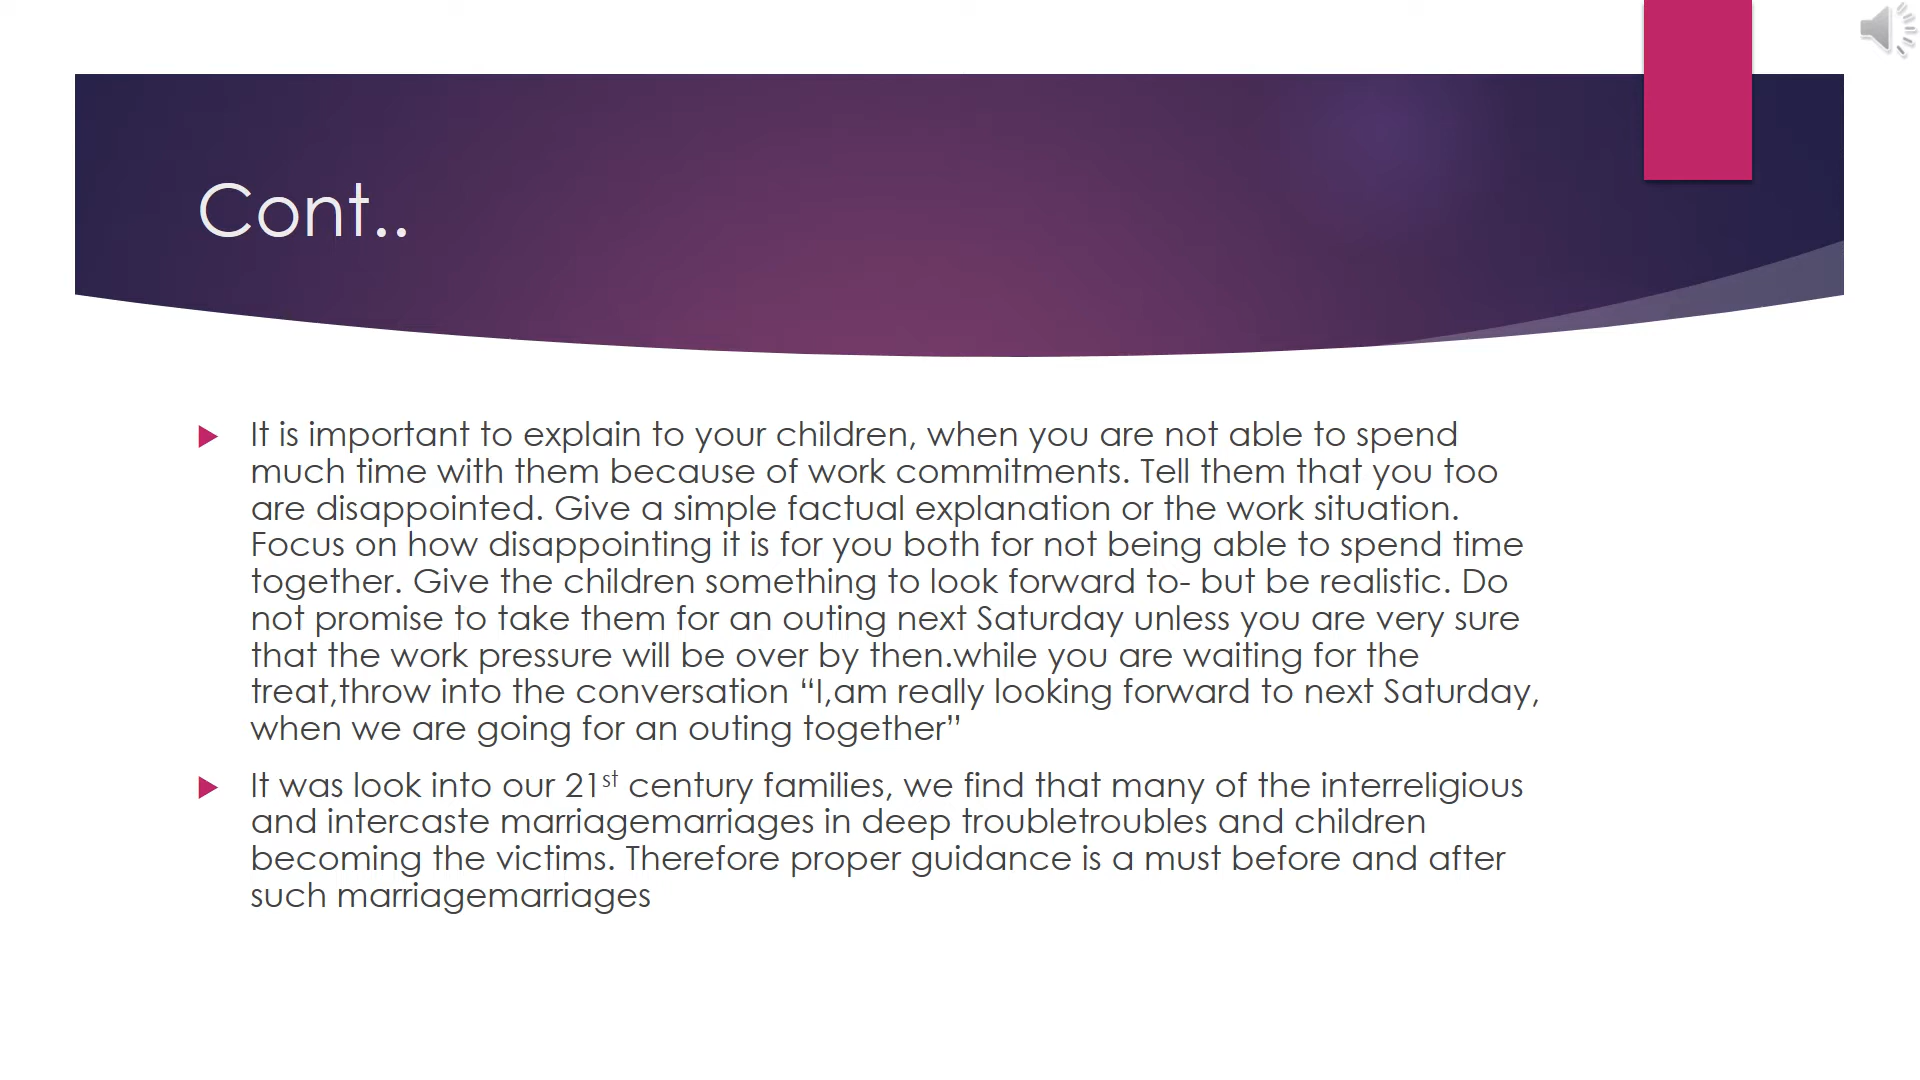 Cont..
It is important to explain to your children, when you are not able to spend
much time with them because of work commitments. Tell them that you too
are disappointed. Give a simple factual explanation or the work situation.
Focus on how disappointing it is for you both for not being able to spend time
together. Give the children something to look forward to- but be realistic. Do
not promise to take them for an outing next Saturday unless you are very sure
that the work pressure will be over by then.while you are waiting for the
treat,throw into the conversation “I,am really looking forward to next Saturday,
when we are going for an outing together”
It was look into our 21st century families, we find that many of the interreligious
and intercaste marriagemarriages in deep troubletroubles and children
becoming the victims. Therefore proper guidance is a must before and after
such marriagemarriages